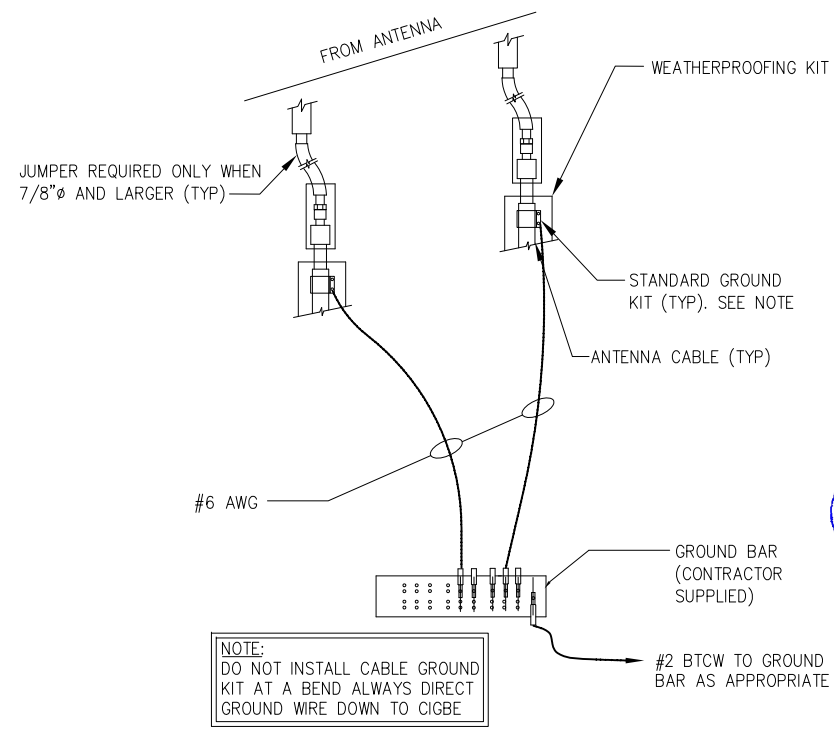 FROM ANTENNA
WEATHERPROOFING KIT
JUMPER REQUIRED ONLY WHEN
7/8"ø AND LARGER (TYP)
STANDARD GROUND
KIT (TYP). SEE NOTE
ANTENNA CABLE (TYP)
#6 AWG
GROUND BAR
(CONTRACTOR
SUPPLIED)
#2 BTCW TO GROUND
BAR AS APPROPRIATE
NOTE:
DO NOT INSTALL CABLE GROUND
KIT AT A BEND ALWAYS DIRECT
GROUND WIRE DOWN TO CIGBE